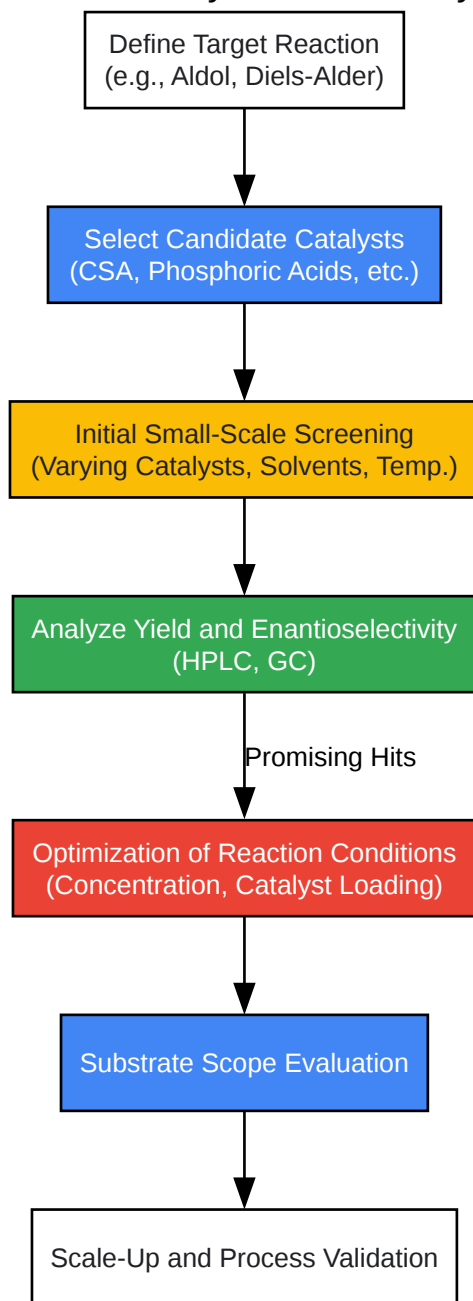 Define Target Reaction
(e.g., Aldol, Diels-Alder)
Select Candidate Catalysts
(CSA, Phosphoric Acids, etc.)
Initial Small-Scale Screening
(Varying Catalysts, Solvents, Temp.)
Analyze Yield and Enantioselectivity
(HPLC, GC)
Promising Hits
Optimization of Reaction Conditions
(Concentration, Catalyst Loading)
Substrate Scope Evaluation
Scale-Up and Process Validation